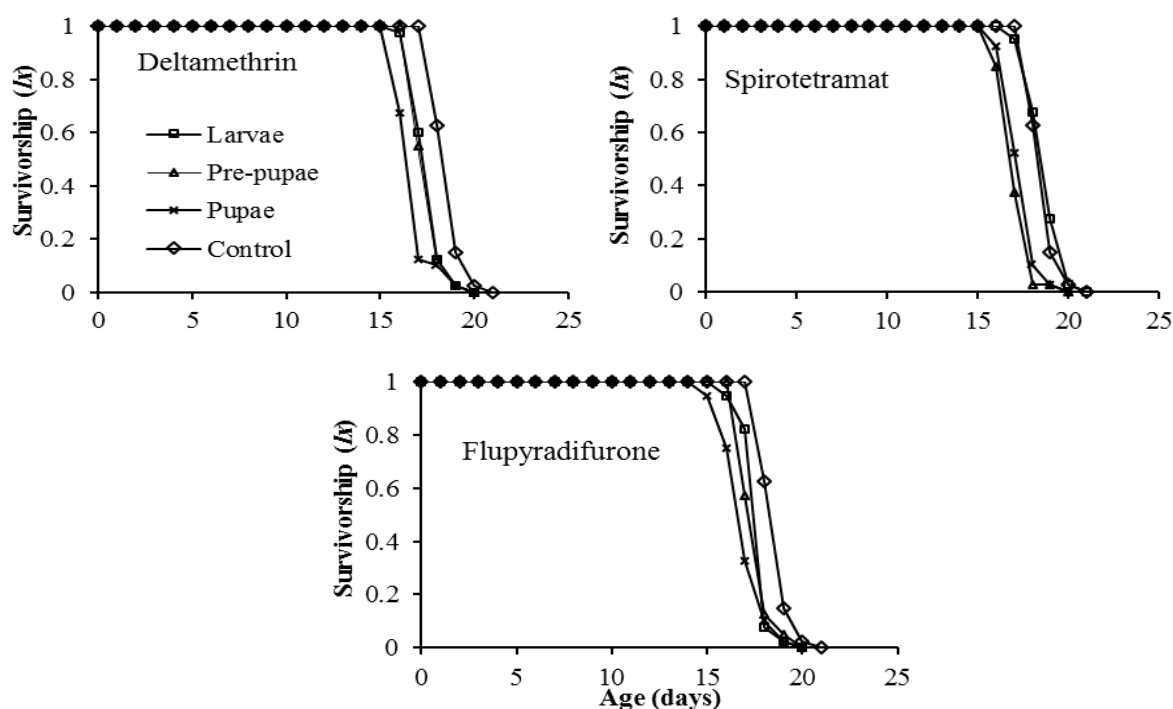 Survivorship (lx)
1
0.8
0.6
0.4
0.2
0
Deltamethrin
Larvae
Pre-pupae
Pupae
Control
0 5 10 15 20 25
Survivorship (lx)
1
0.8
0.6
0.4
0.2
0
Spirotetramat
0 5 10 15 20 25
Survivorship (lx)
1
0.8
0.6
0.4
0.2
0
Flupyradifurone
0 5 10 15 20 25
Age (days)